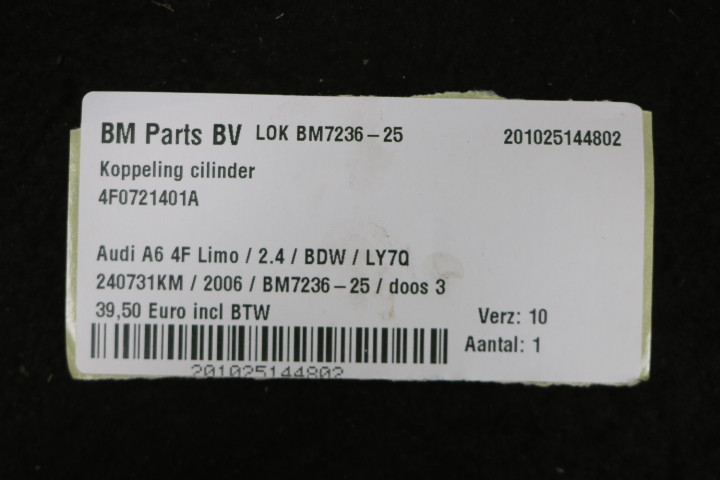 BM Parts BV LOK BM7236-25 201025144802
Koppeling cilinder
4F0721401A
Audi A6 4F Limo / 2.4 / BDW / LY7Q
240731KM / 2006 / BM7236-25 / doos 3
39,50 Euro incl BTW Verz: 10
Aantal: 1
201025144802